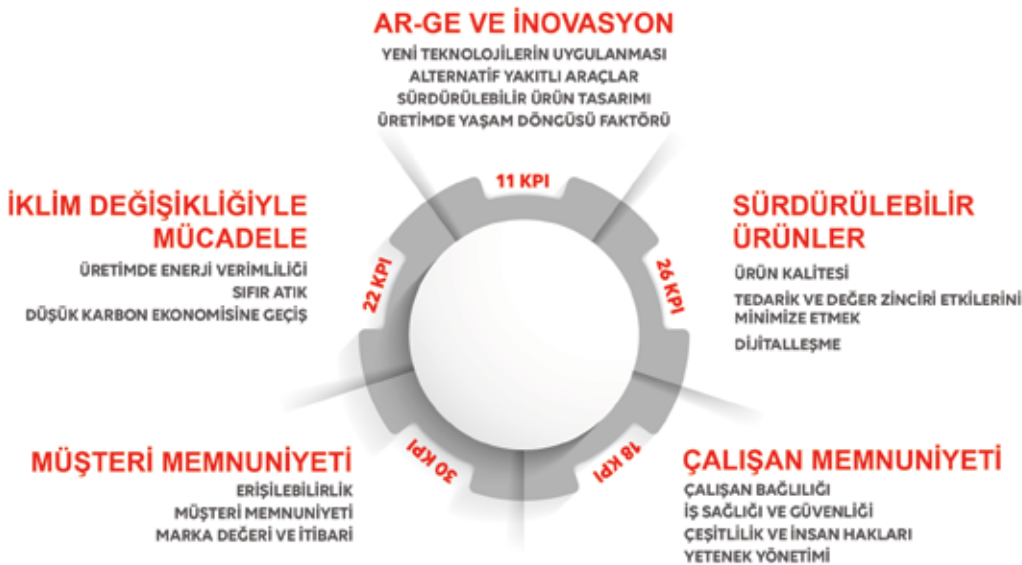 AR-GE VE İNOVASYON
YENİ TEKNOLOJİLERİN UYGULANMASI
ALTERNATİF YAKITLI ARAÇLAR
SÜRDÜRÜLEBİLİR ÜRÜN TASARIMI
ÜRETİMDE YAŞAM DÖNGÜSÜ FAKTÖRÜ
11 KPI
İKLİM DEĞİŞİKLİĞİYLE
MÜCADELE
ÜRETİMDE ENERJİ VERİMLİLİĞİ
SIFIR ATIK
DÜŞÜK KARBON EKONOMİSİNE GEÇİŞ
22 KPI
SÜRDÜRÜLEBİLİR
ÜRÜNLER
ÜRÜN KALİTESİ
TEDARİK VE DEĞER ZİNCİRİ ETKİLERİNİ
MİNİMİZE ETMEK
DİJİTALLEŞME
26 KPI
MÜŞTERİ MEMNUNİYETİ
ERİŞİLEBİLİRLİK
MÜŞTERİ MEMNUNİYETİ
MARKA DEĞERİ VE İTİBARİ
30 KPI
ÇALIŞAN MEMNUNİYETİ
ÇALIŞAN BAĞLILIĞI
İŞ SAĞLIĞI VE GÜVENLİĞİ
ÇEŞİTLİLİK VE İNSAN HAKLARI
YETENEK YÖNETİMİ
18 KPI